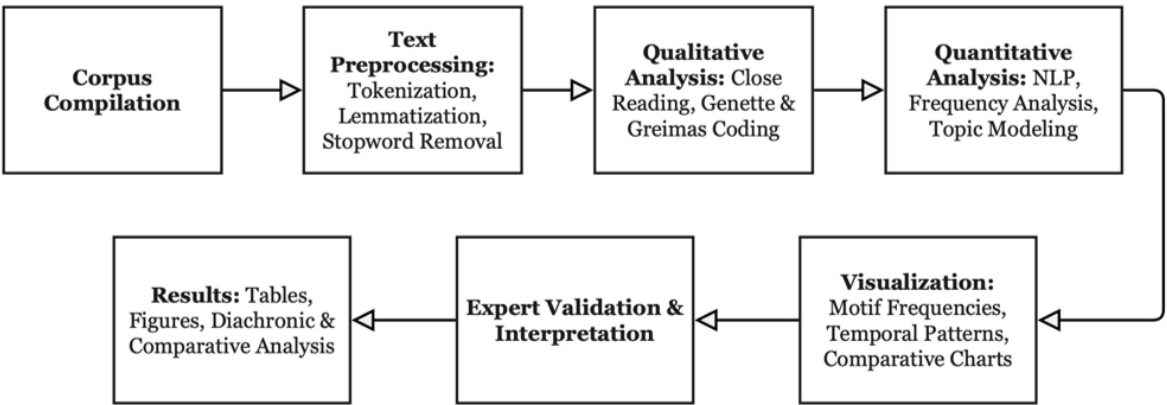 Corpus
Compilation
Text
Preprocessing:
Tokenization,
Lemmatization,
Stopword Removal
Qualitative
Analysis: Close
Reading, Genette &
Greimas Coding
Quantitative
Analysis: NLP,
Frequency Analysis,
Topic Modeling
Visualization:
Motif Frequencies,
Temporal Patterns,
Comparative Charts
Expert Validation &
Interpretation
Results: Tables,
Figures, Diachronic &
Comparative Analysis